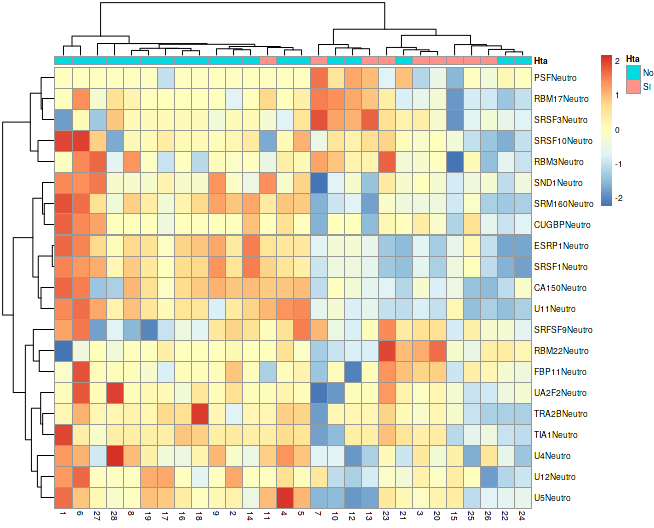 Hta
PSFNeutro
RBM17Neutro
SRSF3Neutro
SRSF10Neutro
RBM3Neutro
SND1Neutro
SRM160Neutro
CUGBPNeutro
ESRP1Neutro
SRSF1Neutro
CA150Neutro
U11Neutro
SRFSF9Neutro
RBM22Neutro
FBP11Neutro
UA2F2Neutro
TRA2BNeutro
TIA1Neutro
U4Neutro
U12Neutro
U5Neutro
1 6 27 28 8 19 17 16 18 9 2 14 11 4 5 7 10 12 13 23 21 3 20 15 25 26 22 24
2
1
0
-1
-2
Hta
No
Si